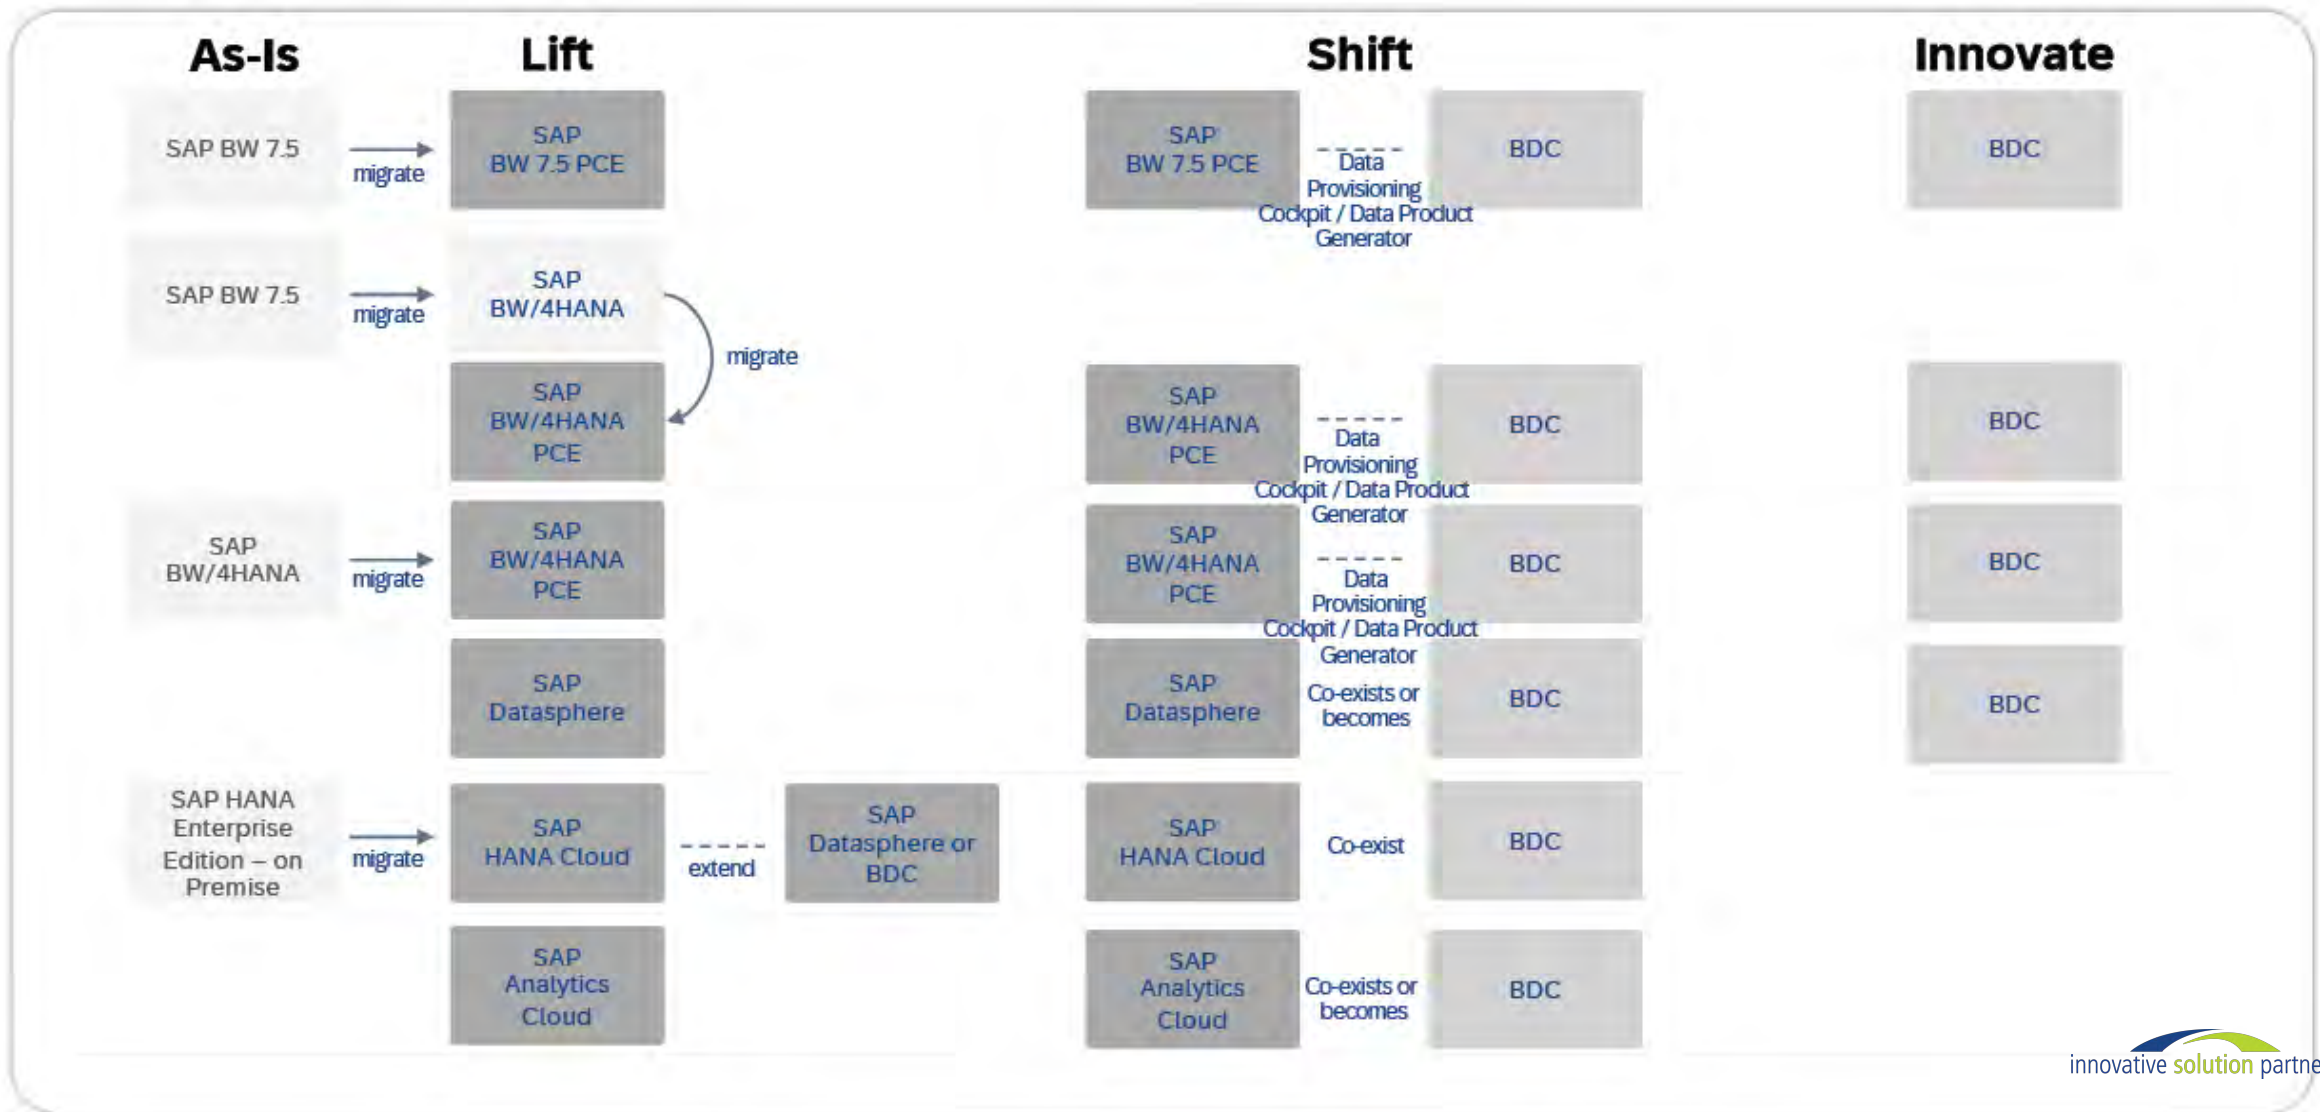 As-Is
Lift
Shift
Innovate
SAP BW 7.5
migrate
SAP
BW 7.5 PCE
SAP
BW 7.5 PCE
Data
Provisioning
Cockpit / Data Product
Generator
BDC
BDC
SAP BW 7.5
migrate
SAP
BW/4HANA
migrate
SAP
BW/4HANA
PCE
SAP
BW/4HANA
PCE
Data
Provisioning
Cockpit / Data Product
Generator
BDC
BDC
SAP
BW/4HANA
migrate
SAP
BW/4HANA
PCE
SAP
BW/4HANA
PCE
Data
Provisioning
Cockpit / Data Product
Generator
BDC
BDC
SAP
Datasphere
SAP
Datasphere
Co-exists or
becomes
BDC
BDC
SAP HANA
Enterprise
Edition – on
Premise
migrate
SAP
HANA Cloud
extend
SAP
Datasphere or
BDC
SAP
HANA Cloud
Co-exist
BDC
SAP
Analytics
Cloud
SAP
Analytics
Cloud
Co-exists or
becomes
BDC
innovative solution partne